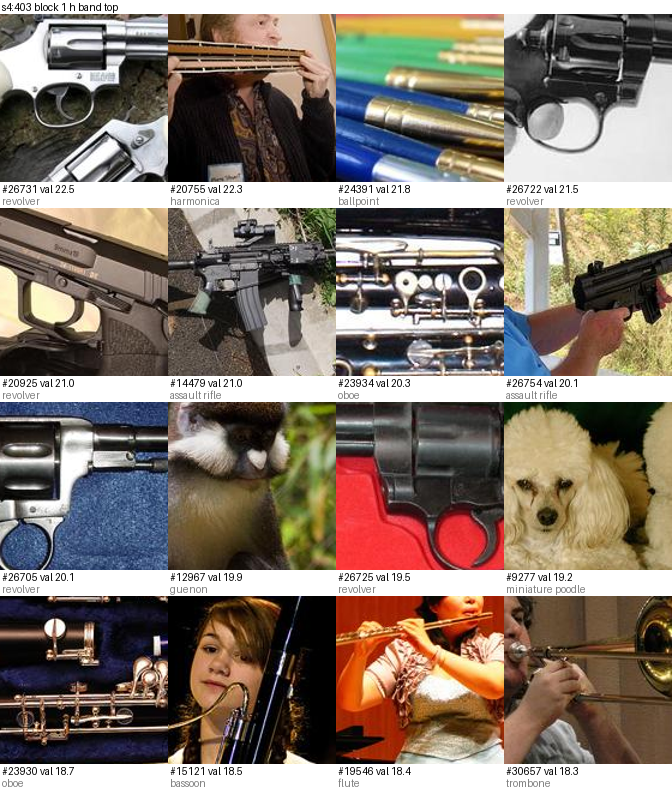 s4:403 block 1 h band top
#26731 val 22.5
revolver
#20755 val 22.3
harmonica
#24391 val 21.8
ballpoint
#26722 val 21.5
revolver
#20925 val 21.0
revolver
#14479 val 21.0
assault rifle
#23934 val 20.3
oboe
#26754 val 20.1
assault rifle
#26705 val 20.1
revolver
#12967 val 19.9
guenon
#26725 val 19.5
revolver
#9277 val 19.2
miniature poodle
#23930 val 18.7
oboe
#15121 val 18.5
bassoon
#19546 val 18.4
flute
#30657 val 18.3
trombone